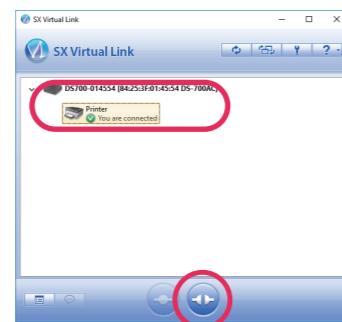 SX Virtual Link
SX Virtual Link
DS700-014554 [84:25:3F:01:45:54 DS-700AC]
Printer
You are connected